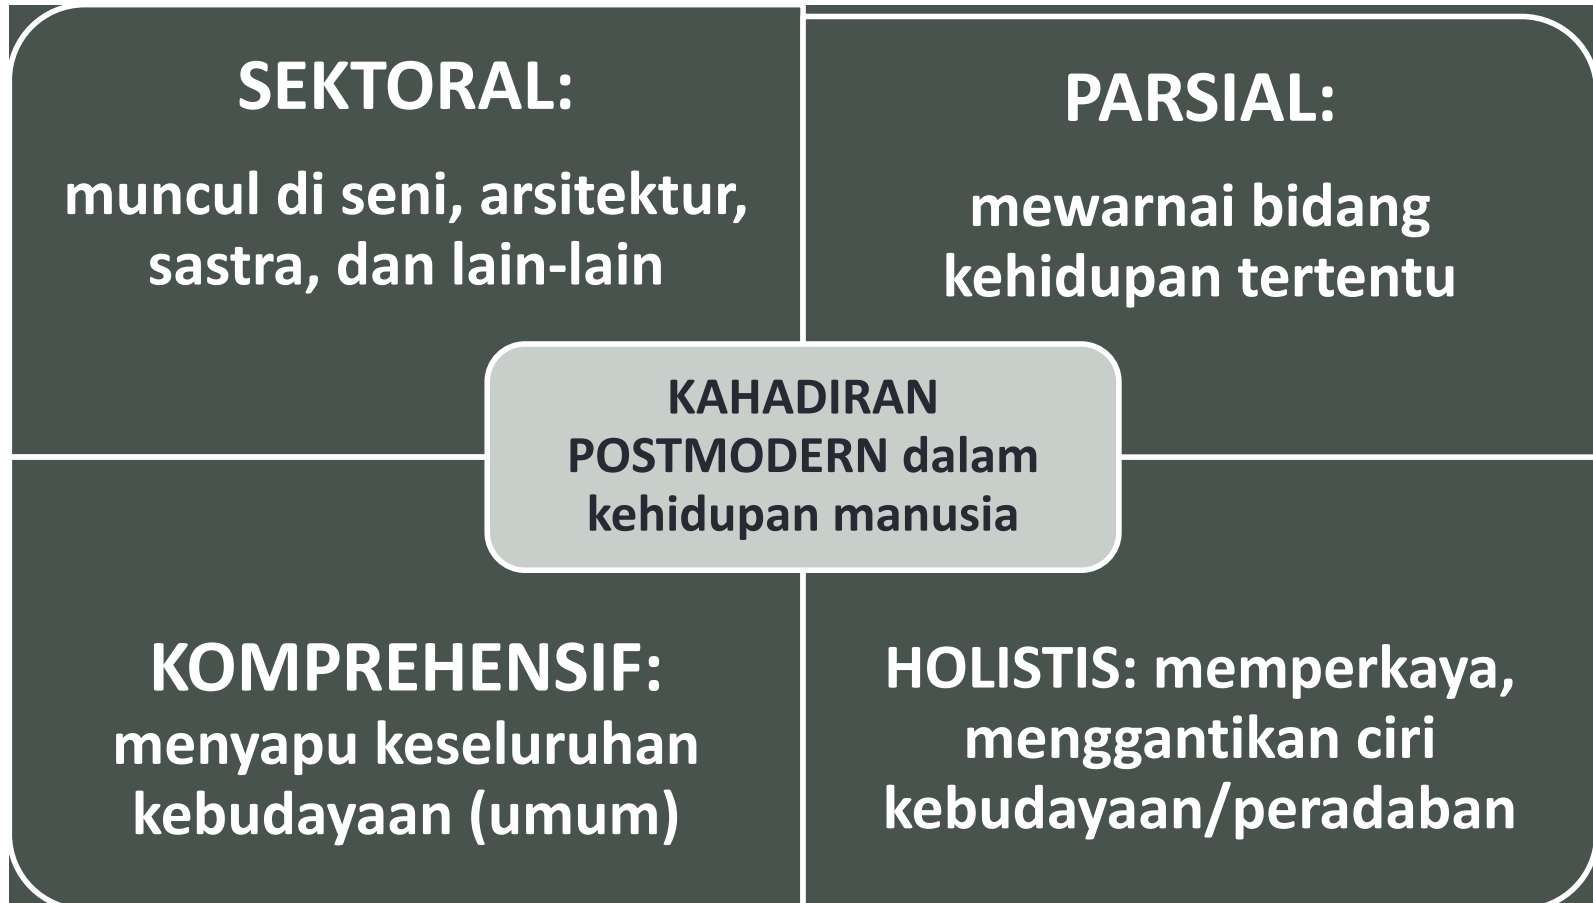 SEKTORAL:
muncul di seni, arsitektur,
sastra, dan lain-lain
PARSIAL:
mewarnai bidang
kehidupan tertentu
KAHADIRAN
POSTMODERN dalam
kehidupan manusia
KOMPREHENSIF:
menyapu keseluruhan
kebudayaan (umum)
HOLISTIS: memperkaya,
menggantikan ciri
kebudayaan/peradaban